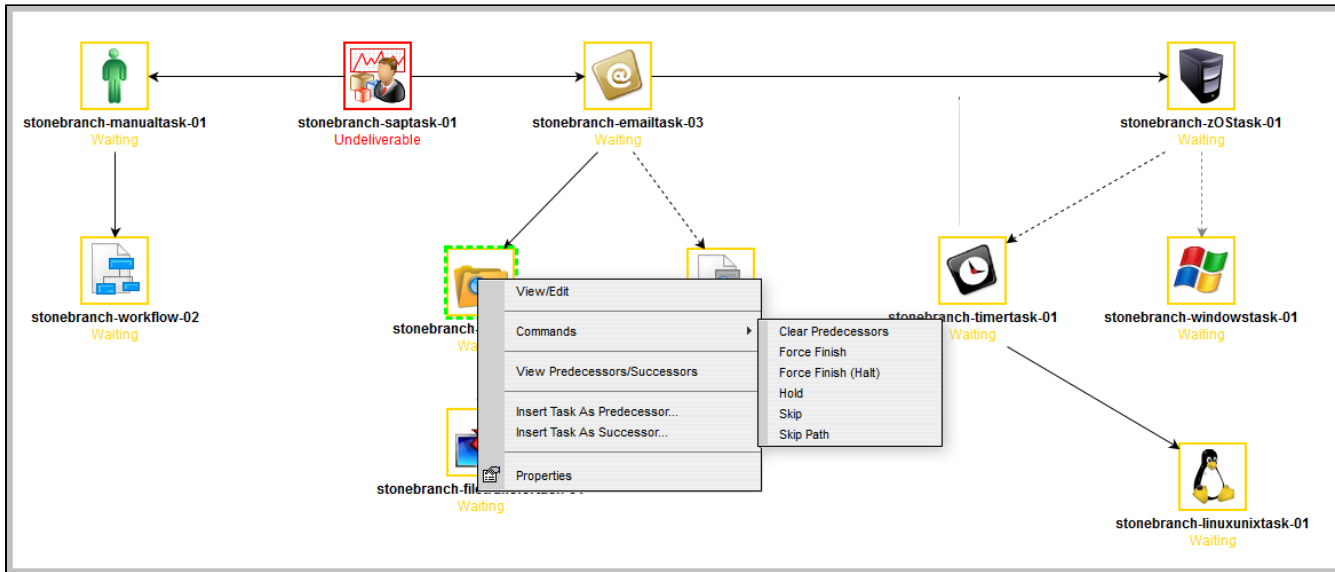 stonebranch-manualtask-01
Waiting
stonebranch-saptask-01
Undeliverable
stonebranch-emailtask-03
Waiting
stonebranch-zOStask-01
Waiting
stonebranch-workflow-02
Waiting
stonebranch-
stonebranch-timertask-01
Waiting
stonebranch-windowstask-01
Waiting
View/Edit
Commands
View Predecessors/Successors
Insert Task As Predecessor...
Insert Task As Successor...
Properties
Clear Predecessors
Force Finish
Force Finish (Halt)
Hold
Skip
Skip Path
Waiting
stonebranch-linuxunixtask-01
Waiting